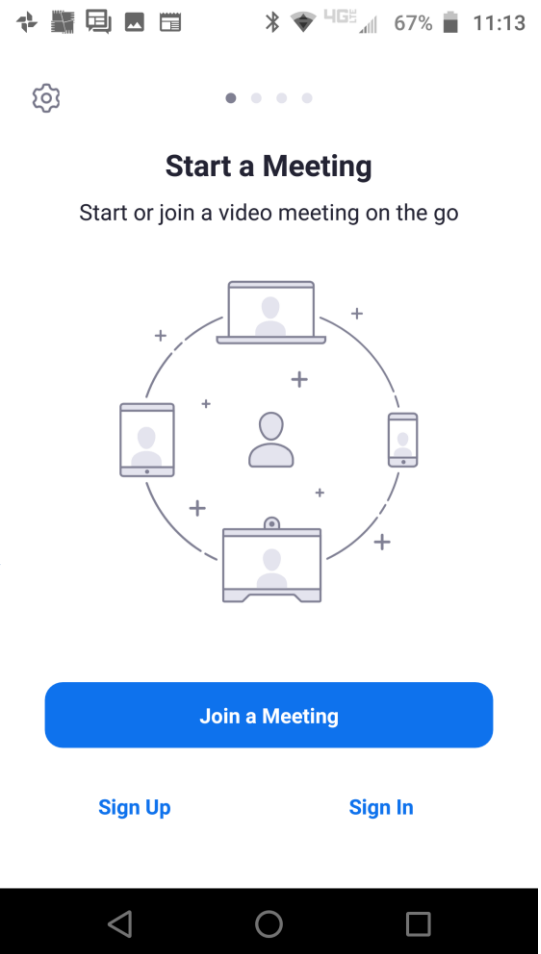 4G 67% 11:13
Start a Meeting
Start or join a video meeting on the go
Join a Meeting
Sign Up Sign In